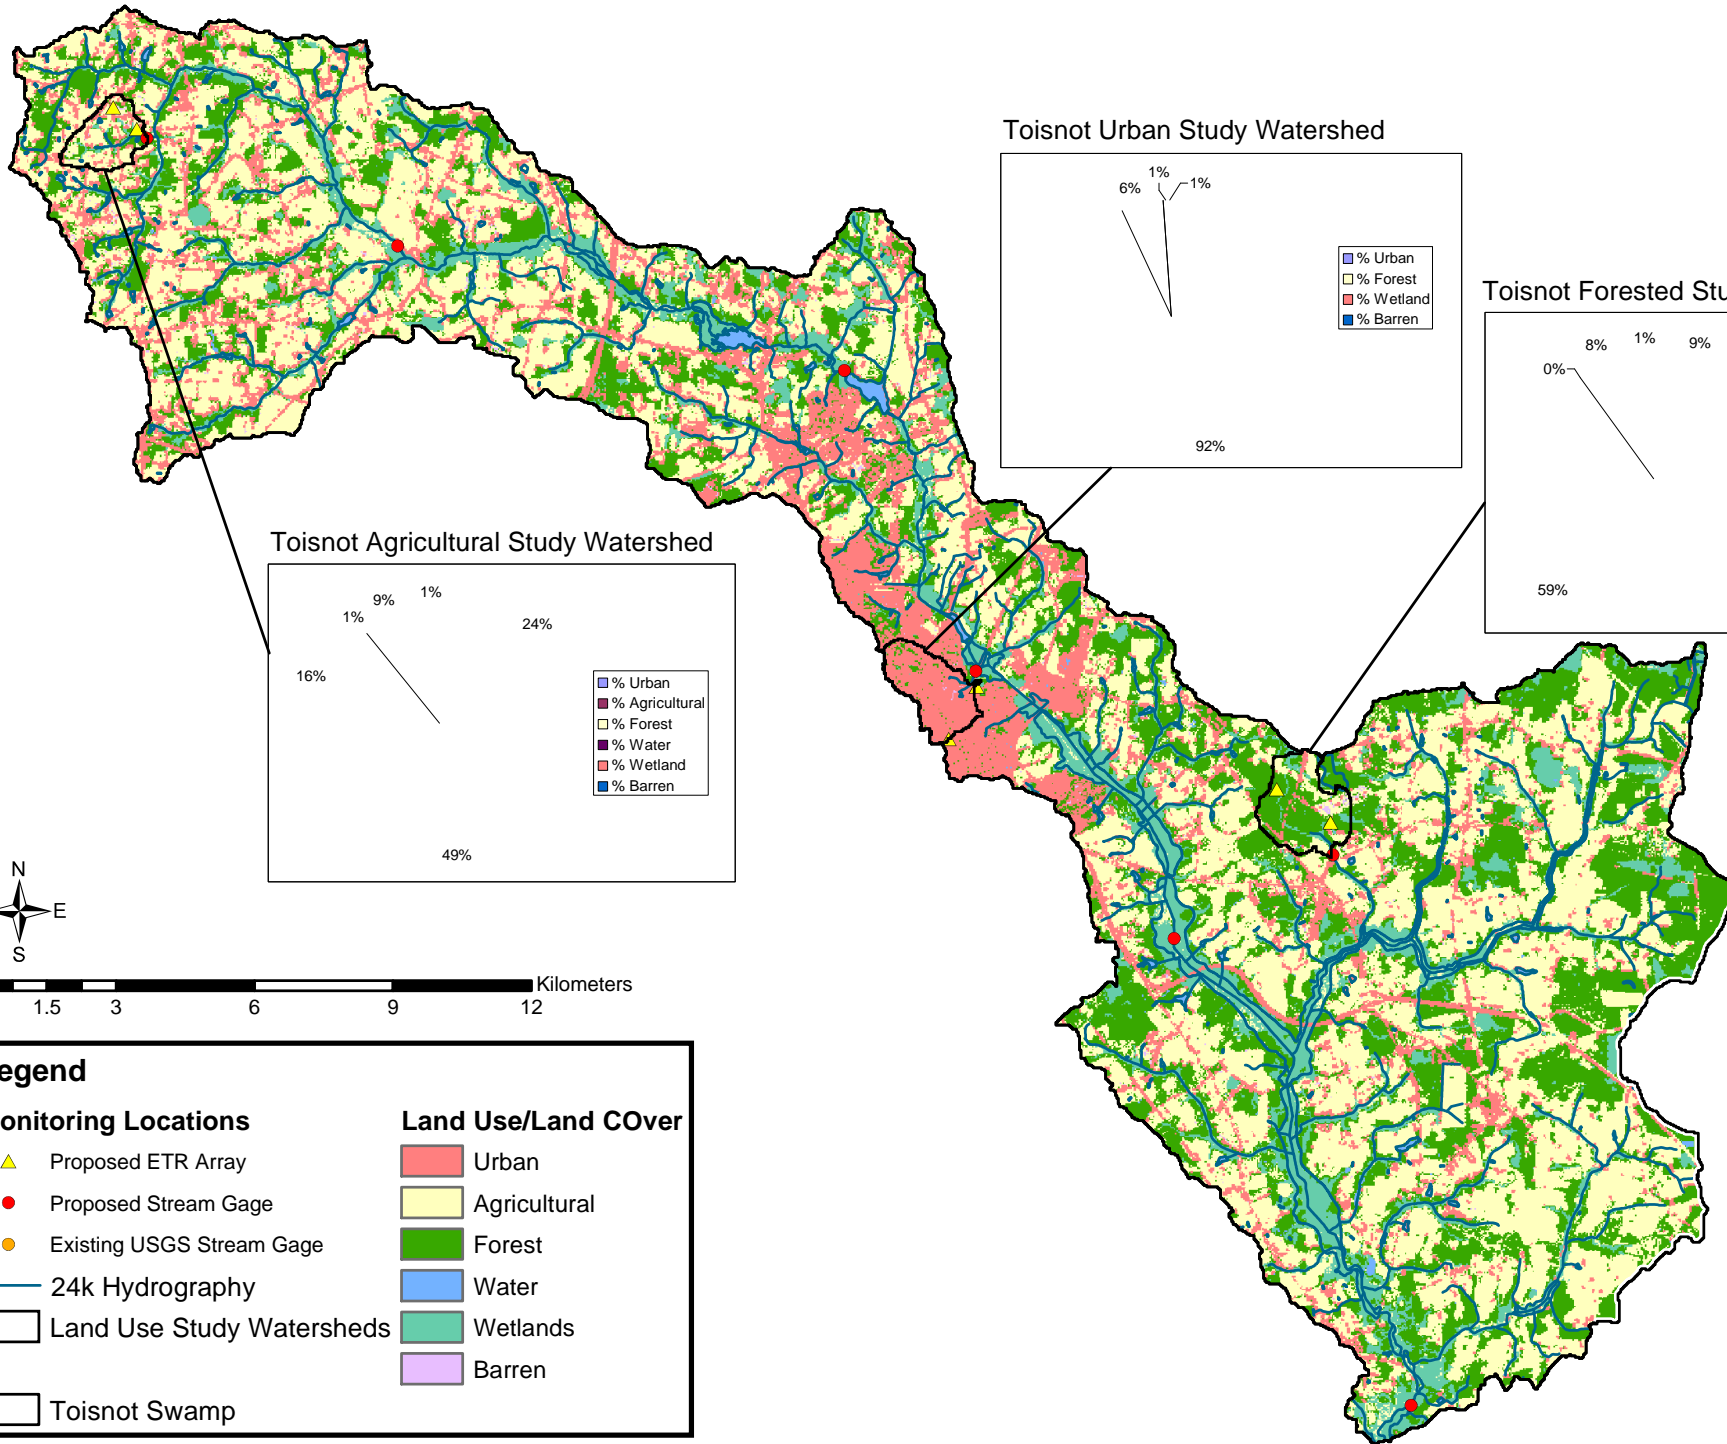 Toisnot Urban Study Watershed
1%
6%
1%
92%
% Urban
% Forest
% Wetland
% Barren
Toisnot Forested Stu
8%
1%
9%
0%
59%
Toisnot Agricultural Study Watershed
1%
9%
1%
24%
16%
49%
% Urban
% Agricultural
% Forest
% Water
% Wetland
% Barren
N
E
S
Kilometers
1.5 3 6 9 12
egend
onitoring Locations
Proposed ETR Array
Proposed Stream Gage
Existing USGS Stream Gage
24k Hydrography
Land Use Study Watersheds
Toisnot Swamp
Land Use/Land COver
Urban
Agricultural
Forest
Water
Wetlands
Barren